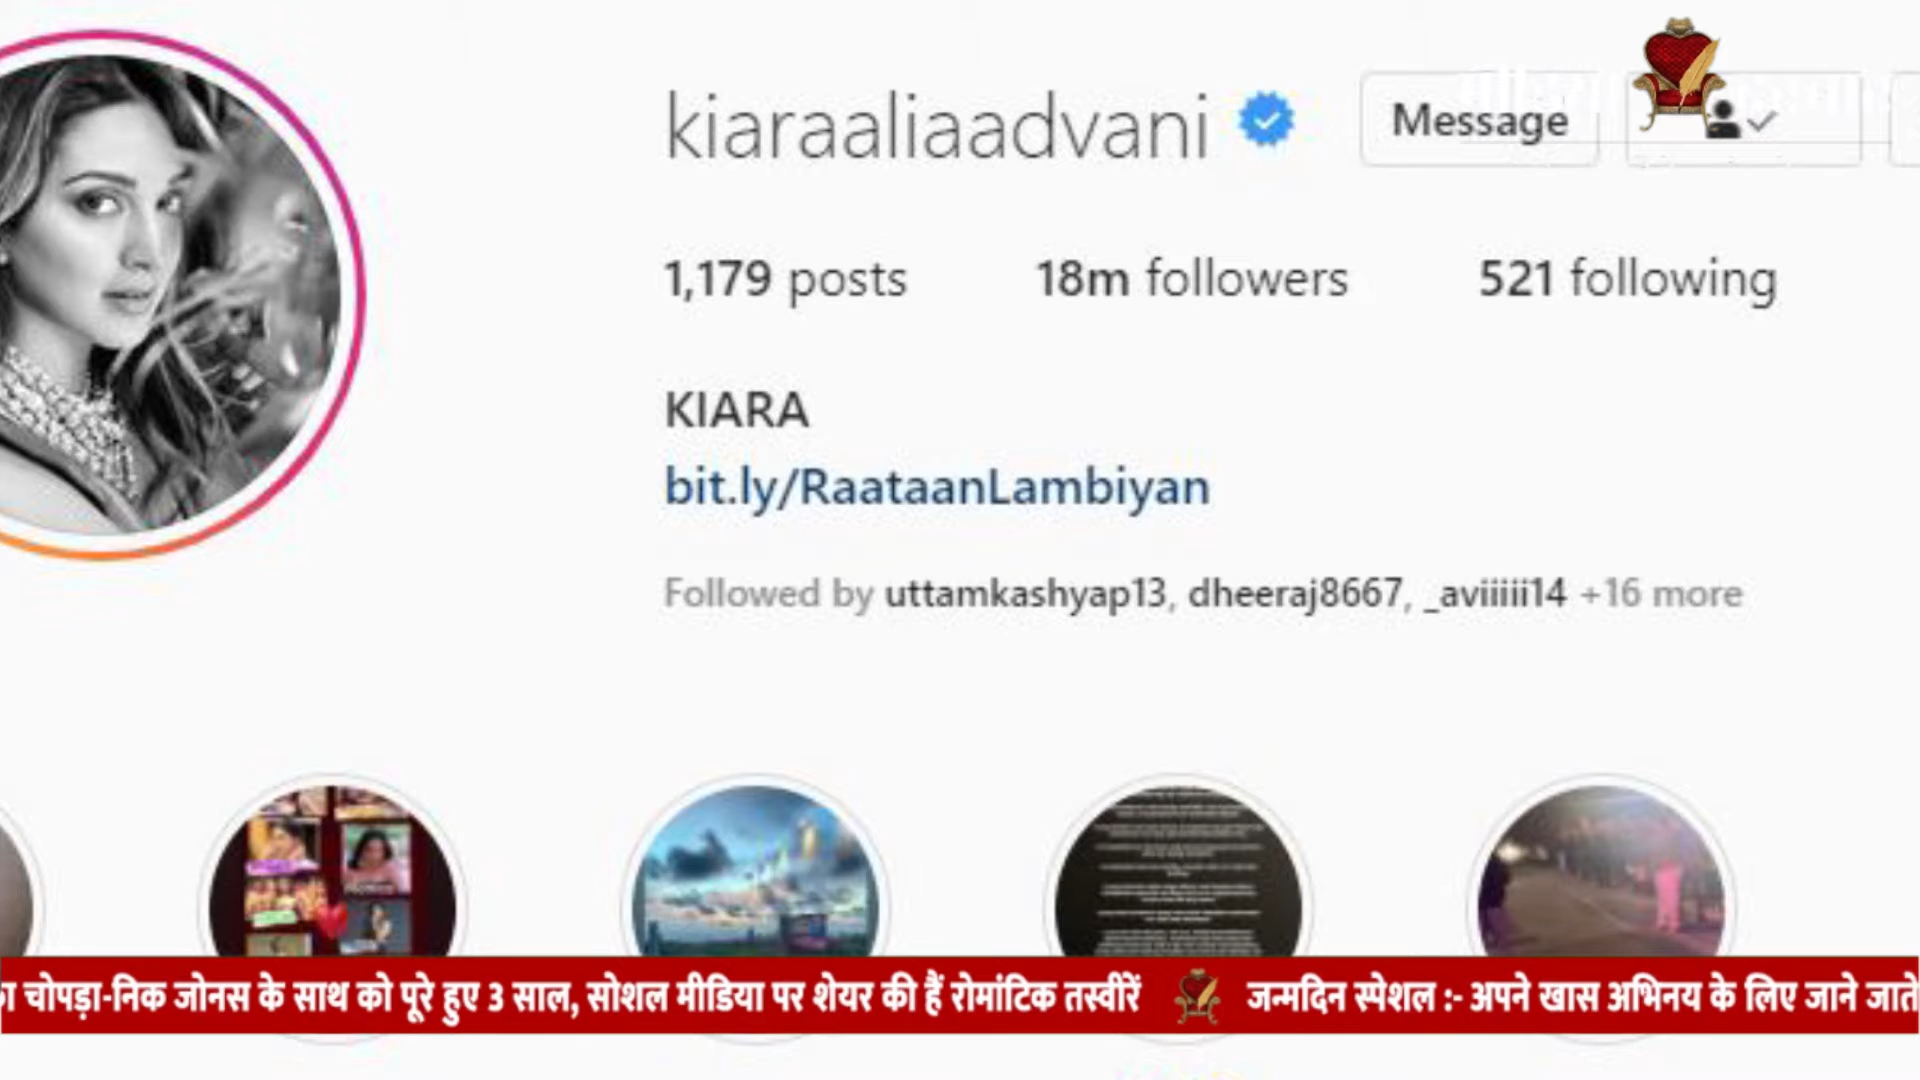 kiaraaliaadvani
Message
1,179 posts 18m followers 521 following
KIARA
bit.ly/RaataanLambiyan
Followed by uttamkashyap13, dheeraj8667, _aviiiii14 +16 more
चोपड़ा-निक जोनस के साथ को पूरे हुए 3 साल, सोशल मीडिया पर शेयर की हैं रोमांटिक तस्वीरें जन्मदिन स्पेशल :- अपने खास अभिनय के लिए जाने जाते